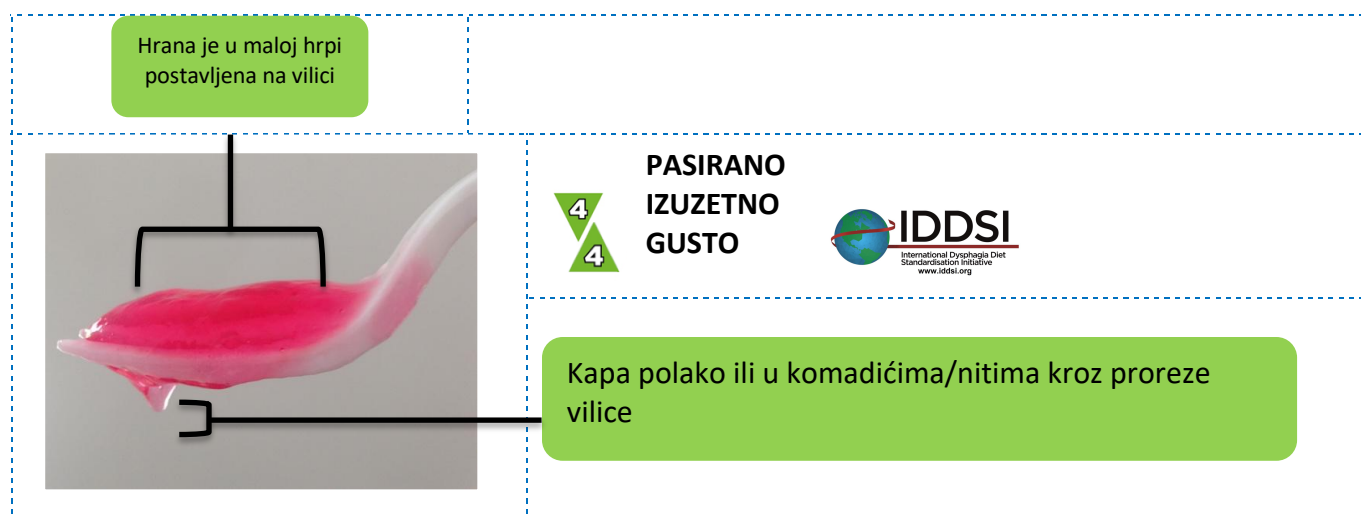 Hrana je u maloj hrpi
postavljena na vilici
PASIRANO
IZUZETNO
GUSTO
4
4
IDDSI
International Dysphagia Diet
Standardisation Initiative
www.iddsi.org
Kapa polako ili u komadićima/nitima kroz proreze
vilice